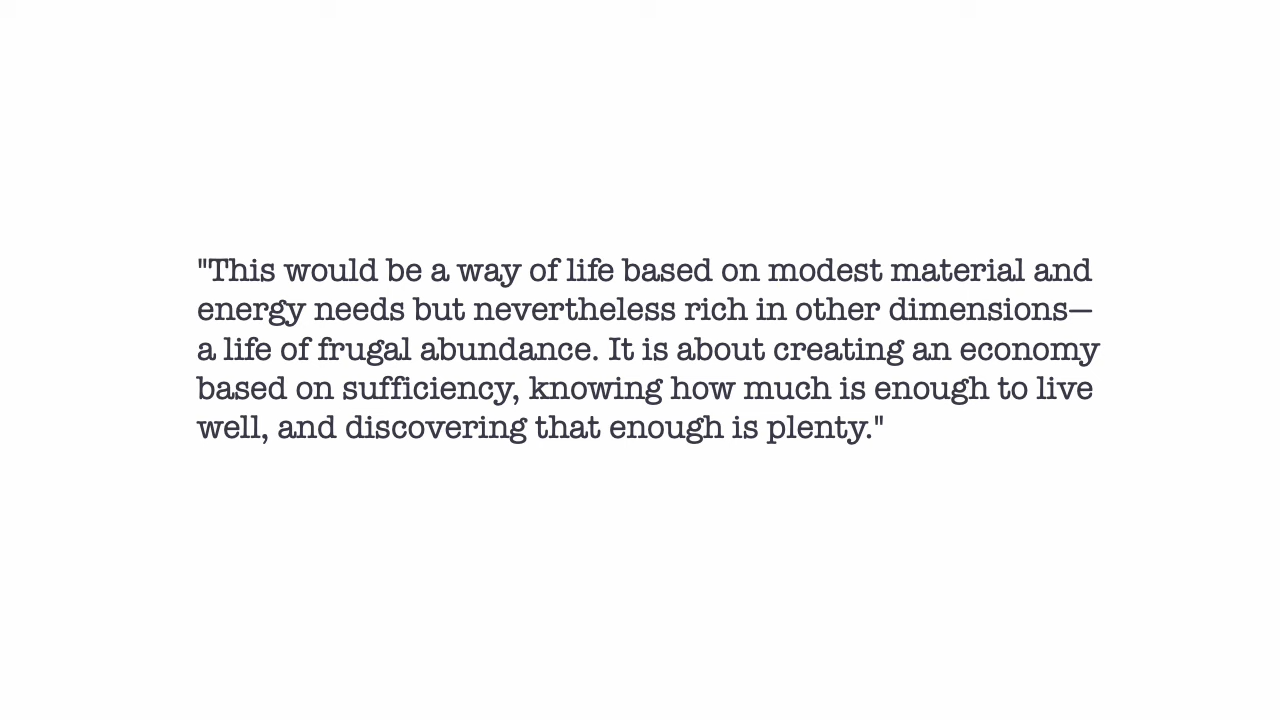 "This would be a way of life based on modest material and
energy needs but nevertheless rich in other dimensions—
a life of frugal abundance. It is about creating an economy
based on sufficiency, knowing how much is enough to live
well, and discovering that enough is plenty."